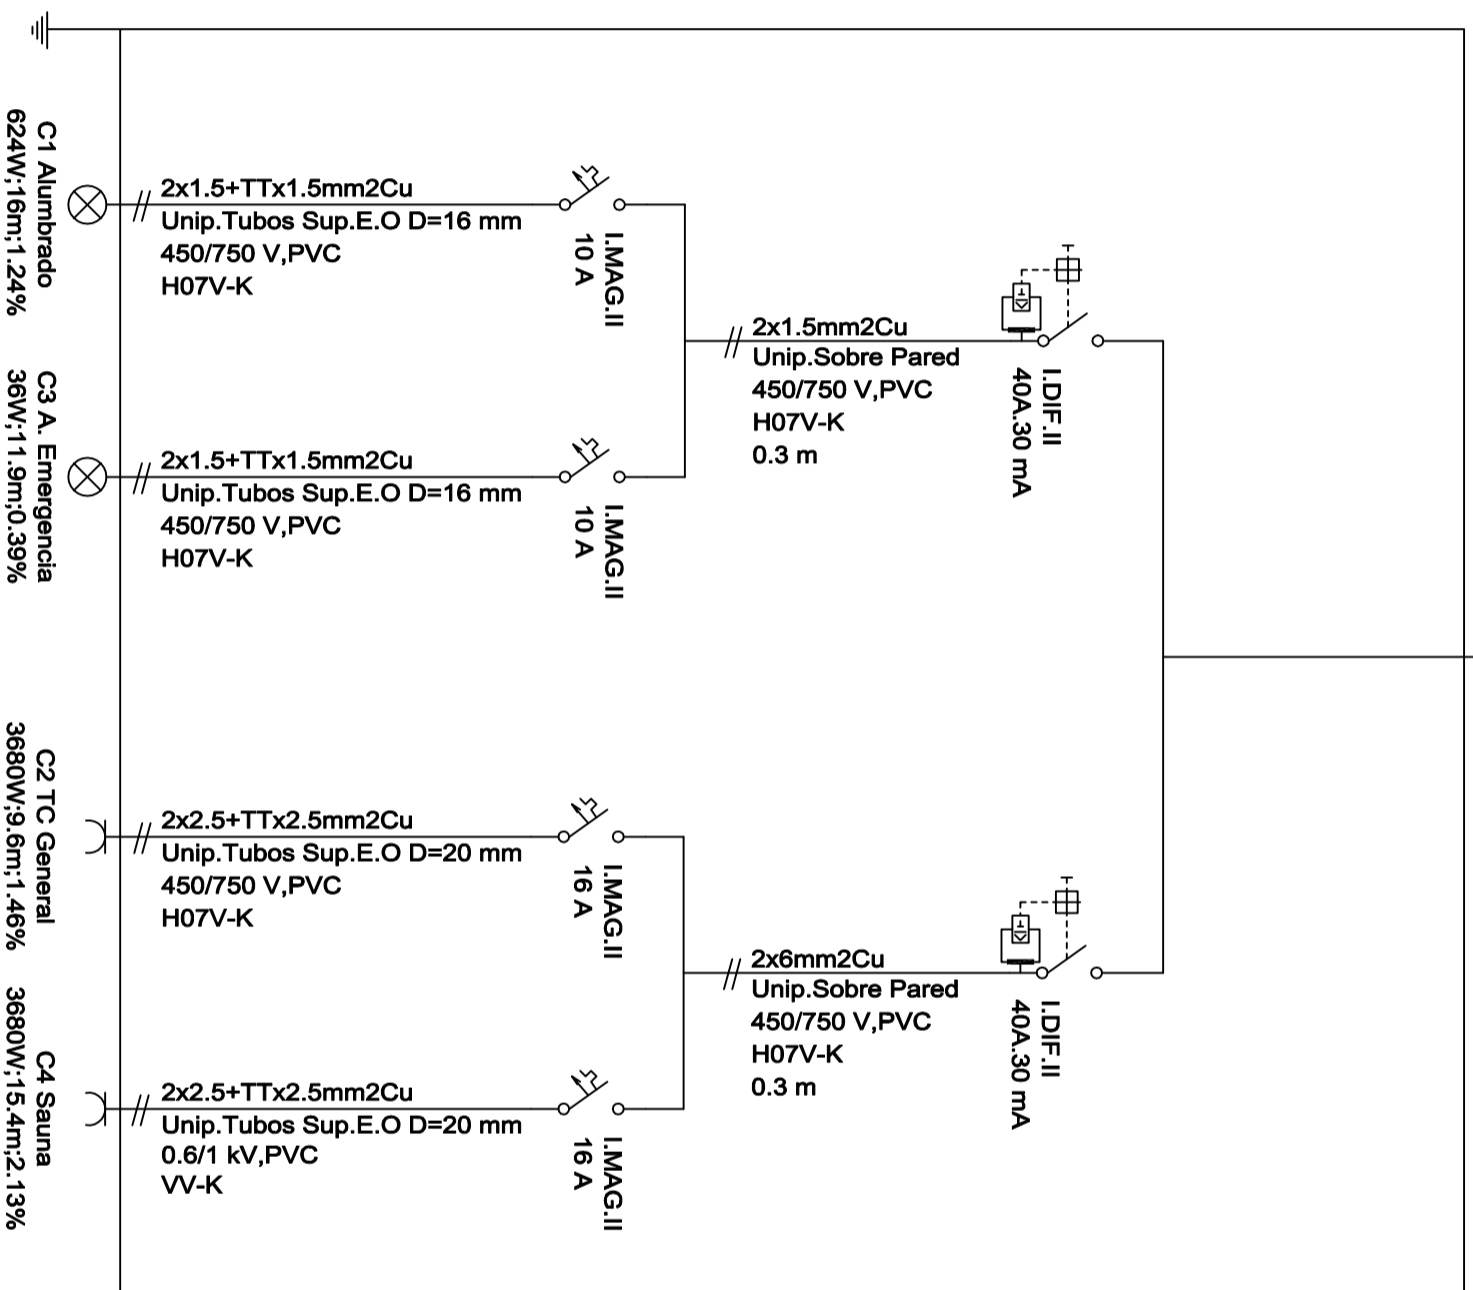 C1 Alumbrado
624W;16m;1.24%
2x1.5+TTx1.5mm2Cu
Unip.Tubos Sup.E.O D=16 mm
450/750 V,PVC
H07V-K
I.MAG.II
10 A
C3 A. Emergencia
36W;11.9m;0.39%
2x1.5+TTx1.5mm2Cu
Unip.Tubos Sup.E.O D=16 mm
450/750 V,PVC
H07V-K
I.MAG.II
10 A
2x1.5mm2Cu
Unip.Sobre Pared
450/750 V,PVC
H07V-K
0.3 m
I.DIF.II
40A.30 mA
C2 TC General
3680W;9.6m;1.46%
2x2.5+TTx2.5mm2Cu
Unip.Tubos Sup.E.O D=20 mm
450/750 V,PVC
H07V-K
I.MAG.II
16 A
C4 Sauna
3680W;15.4m;2.13%
2x2.5+TTx2.5mm2Cu
Unip.Tubos Sup.E.O D=20 mm
0.6/1 kV,PVC
VV-K
I.MAG.II
16 A
2x6mm2Cu
Unip.Sobre Pared
450/750 V,PVC
H07V-K
0.3 m
I.DIF.II
40A.30 mA